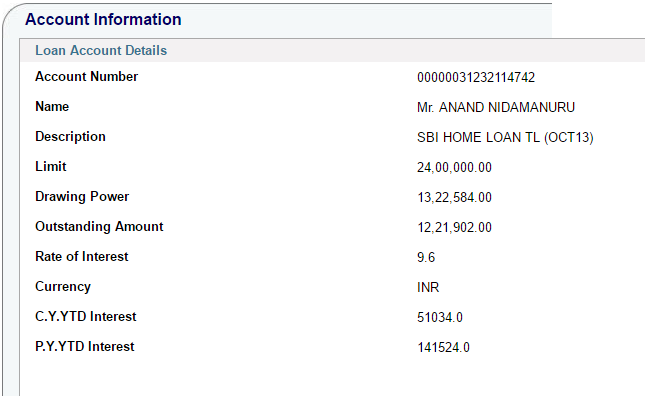 Account Information
Loan Account Details
Account Number 00000031232114742
Name Mr. ANAND NIDAMANURU
Description SBI HOME LOAN TL (OCT13)
Limit 24,00,000.00
Drawing Power 13,22,584.00
Outstanding Amount 12,21,902.00
Rate of Interest 9.6
Currency INR
C.Y.YTD Interest 51034.0
P.Y.YTD Interest 141524.0